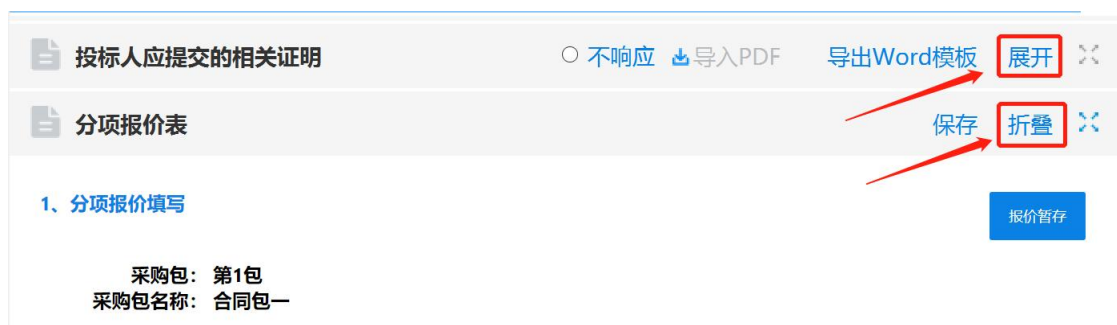 投标人应提交的相关证明 不响应 导入PDF 导出Word模板 展开
分项报价表 保存 折叠
1、分项报价填写 报价暂存
采购包： 第1包
采购包名称： 合同包一